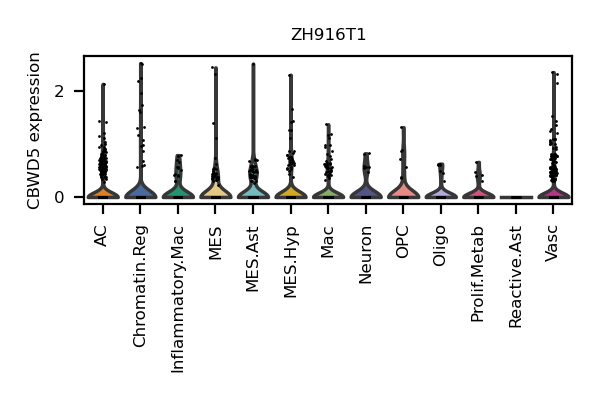 ZH916T1
CBWD5 expression
2
0
AC
Chromatin.Reg
Inflammatory.Mac
MES
MES.Ast
MES.Hyp
Mac
Neuron
OPC
Oligo
Prolif.Metab
Reactive.Ast
Vasc